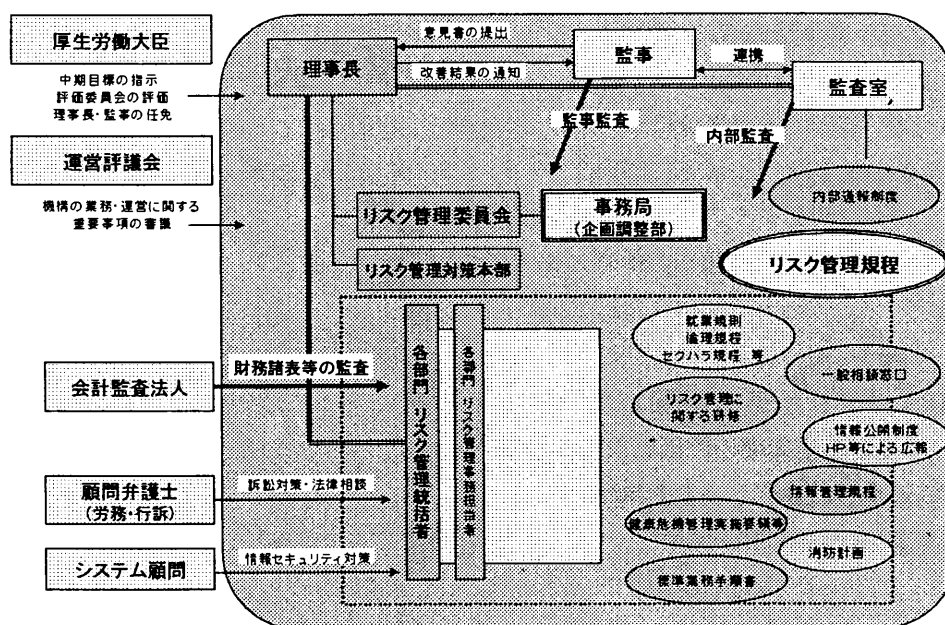 厚生労働大臣
中期目標の指示
評価委員会の評価
理事長・監事の任免
運営評議会
機構の業務・運営に関する
重要事項の審議
会計監査法人
財務諸表等の監査
顧問弁護士
(労務・行訴)
訴訟対策・法律相談
システム顧問
情報セキュリティ対策
理事長
意見書の提出
改善結果の通知
監事
連携
監査室
監事監査
内部監査
内部通報制度
リスク管理委員会
事務局
(企画調整部)
リスク管理対策本部
リスク管理規程
各部門 リスク管理統括者
各部門 リスク管理事務担当者
就業規則
倫理規程
セクハラ規程 等
リスク管理に
関する研修
一般相談窓口
情報公開制度
HP等による広報
情報管理規程
健康危機管理実施要領等
消防計画
標準業務手順書